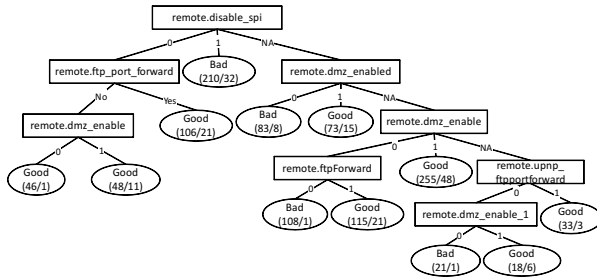 remote.disable_spi
0 1 NA
remote.ftp_port_forward
Bad
(210/32)
remote.dmz_enabled
No Yes
0 1 NA
remote.dmz_enable
Good
(106/21)
Bad
(83/8)
Good
(73/15)
remote.dmz_enable
0 1
0 1 NA
Good
(46/1)
Good
(48/11)
remote.ftpForward
Good
(255/48)
remote.upnp_
ftpportforward
0 1
0 1
Bad
(108/1)
Good
(115/21)
remote.dmz_enable_1
Good
(33/3
0 1
Bad
(21/1)
Good
(18/6)